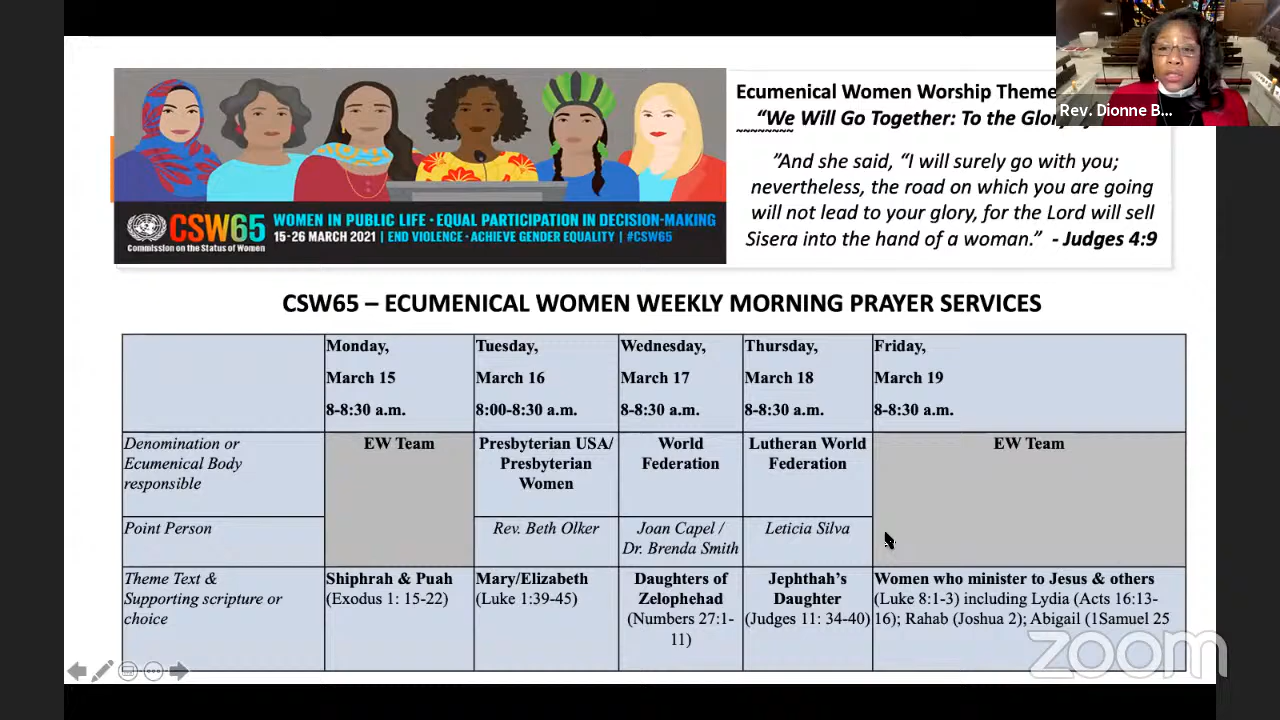 Ecumenical Women Worship Theme
“We Will Go Together: To the Glory
”And she said, “I will surely go with you;
nevertheless, the road on which you are going
will not lead to your glory, for the Lord will sell
Sisera into the hand of a woman.” - Judges 4:9
Rev. Dionne B...
CSW65
Commission on the Status of Women
WOMEN IN PUBLIC LIFE · EQUAL PARTICIPATION IN DECISION-MAKING
15-26 MARCH 2021 | END VIOLENCE · ACHIEVE GENDER EQUALITY | #CSW65
CSW65 – ECUMENICAL WOMEN WEEKLY MORNING PRAYER SERVICES
Monday,
March 15
8-8:30 a.m.
Tuesday,
March 16
8:00-8:30 a.m.
Wednesday,
March 17
8-8:30 a.m.
Thursday,
March 18
8-8:30 a.m.
Friday,
March 19
8-8:30 a.m.
Denomination or
Ecumenical Body
responsible
EW Team
Presbyterian USA/
Presbyterian
Women
World
Federation
Lutheran World
Federation
EW Team
Point Person
Rev. Beth Olker
Joan Capel /
Dr. Brenda Smith
Leticia Silva
Theme Text &
Supporting scripture or
choice
Shiphrah & Puah
(Exodus 1: 15-22)
Mary/Elizabeth
(Luke 1:39-45)
Daughters of
Zelophehad
(Numbers 27:1-
11)
Jephthah’s
Daughter
(Judges 11: 34-40)
Women who minister to Jesus & others
(Luke 8:1-3) including Lydia (Acts 16:13-
16); Rahab (Joshua 2); Abigail (1Samuel 25
zoom